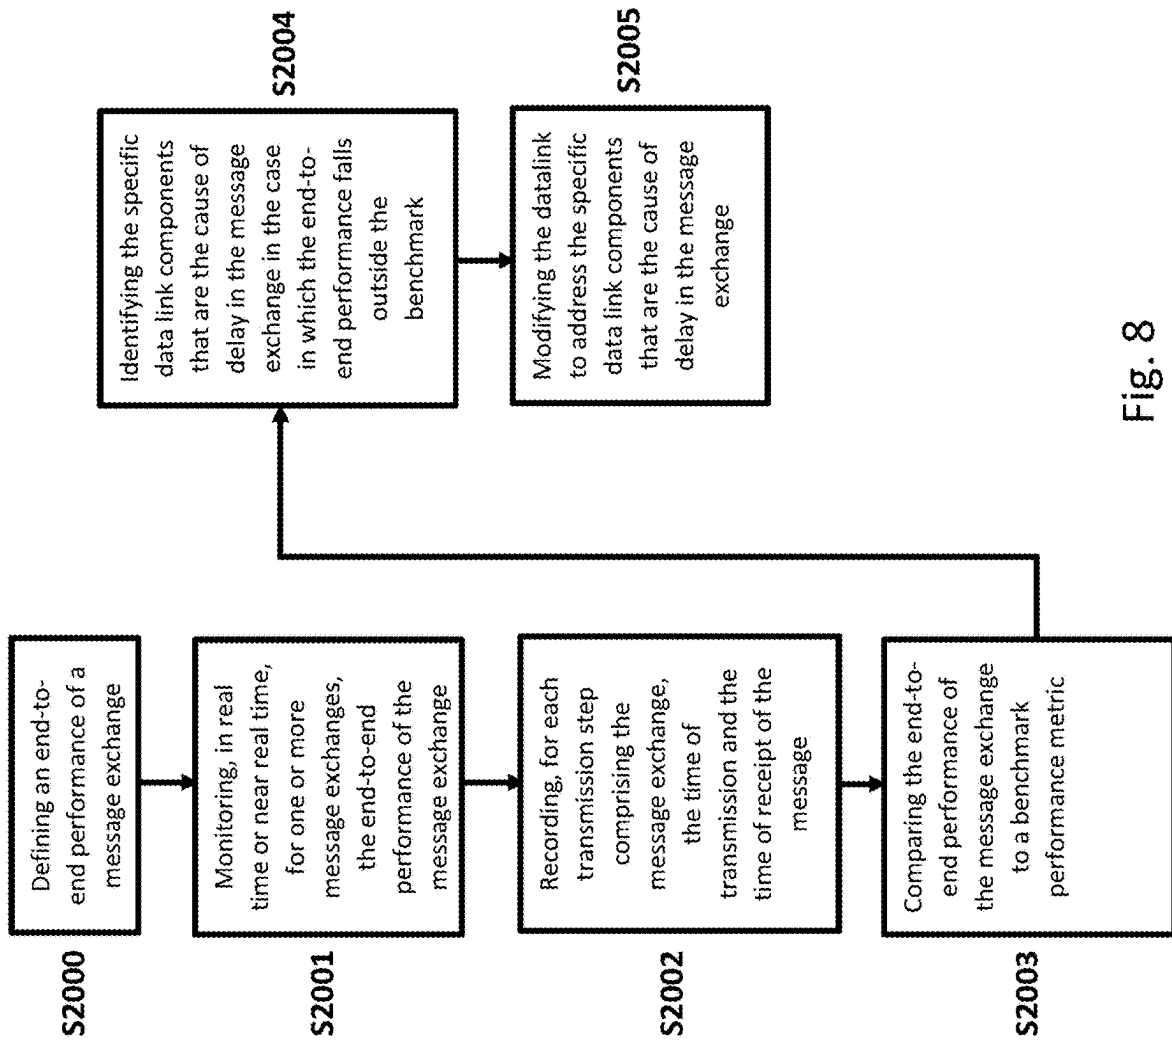 S2000
Defining an end-to-
end performance of a
message exchange
S2001
Monitoring, in real
time or near real time,
for one or more
message exchanges,
the end-to-end
performance of the
message exchange
S2002
Recording, for each
transmission step
comprising the
message exchange,
the time of
transmission and the
time of receipt of the
message
S2003
Comparing the end-to-
end performance of
the message exchange
to a benchmark
performance metric
S2004
Identifying the specific
data link components
that are the cause of
delay in the message
exchange in the case
in which the end-to-
end performance falls
outside the
benchmark
S2005
Modifying the datalink
to address the specific
data link components
that are the cause of
delay in the message
exchange
Fig. 8